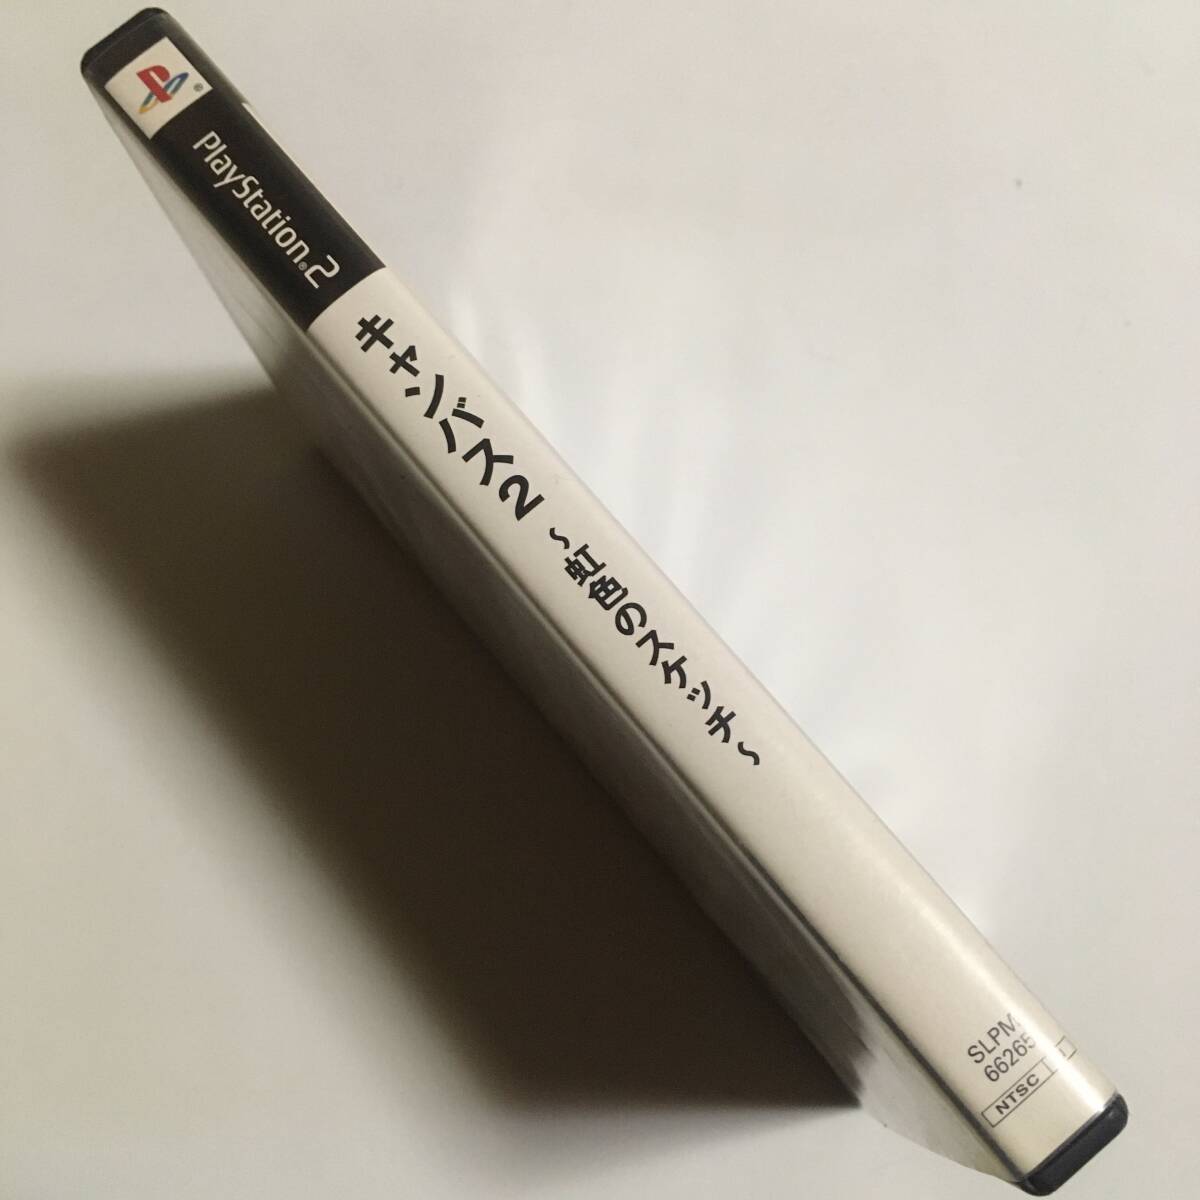 PlayStation®2
キャンバス2 ～虹色のスケッチ～
SLPM
66265
NTSC J